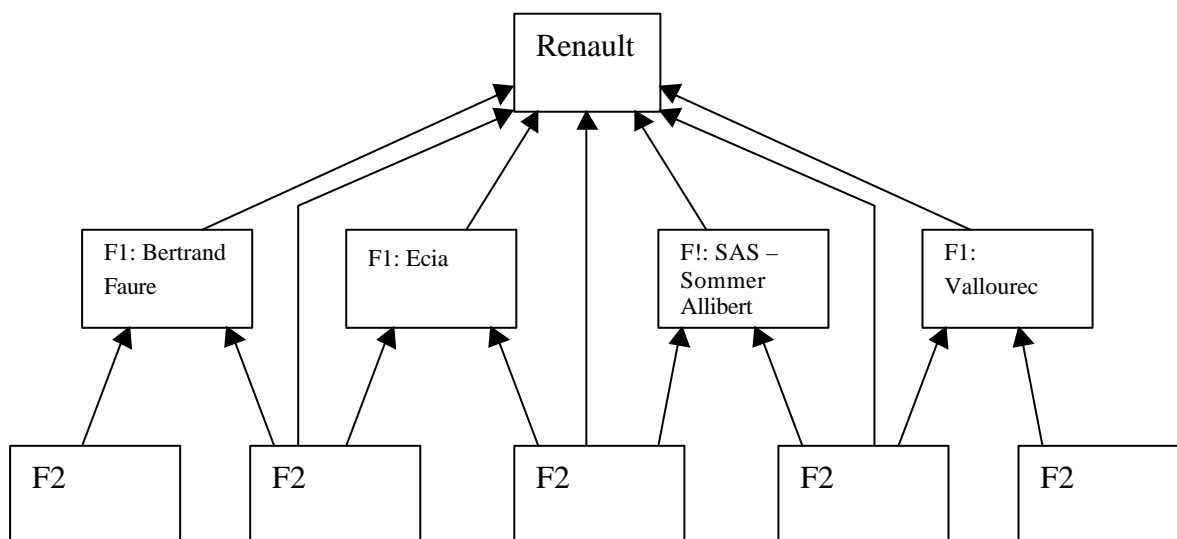 Renault
F1: Bertrand
Faure
F1: Ecia
F!: SAS –
Sommer
Allibert
F1:
Vallourec
F2
F2
F2
F2
F2